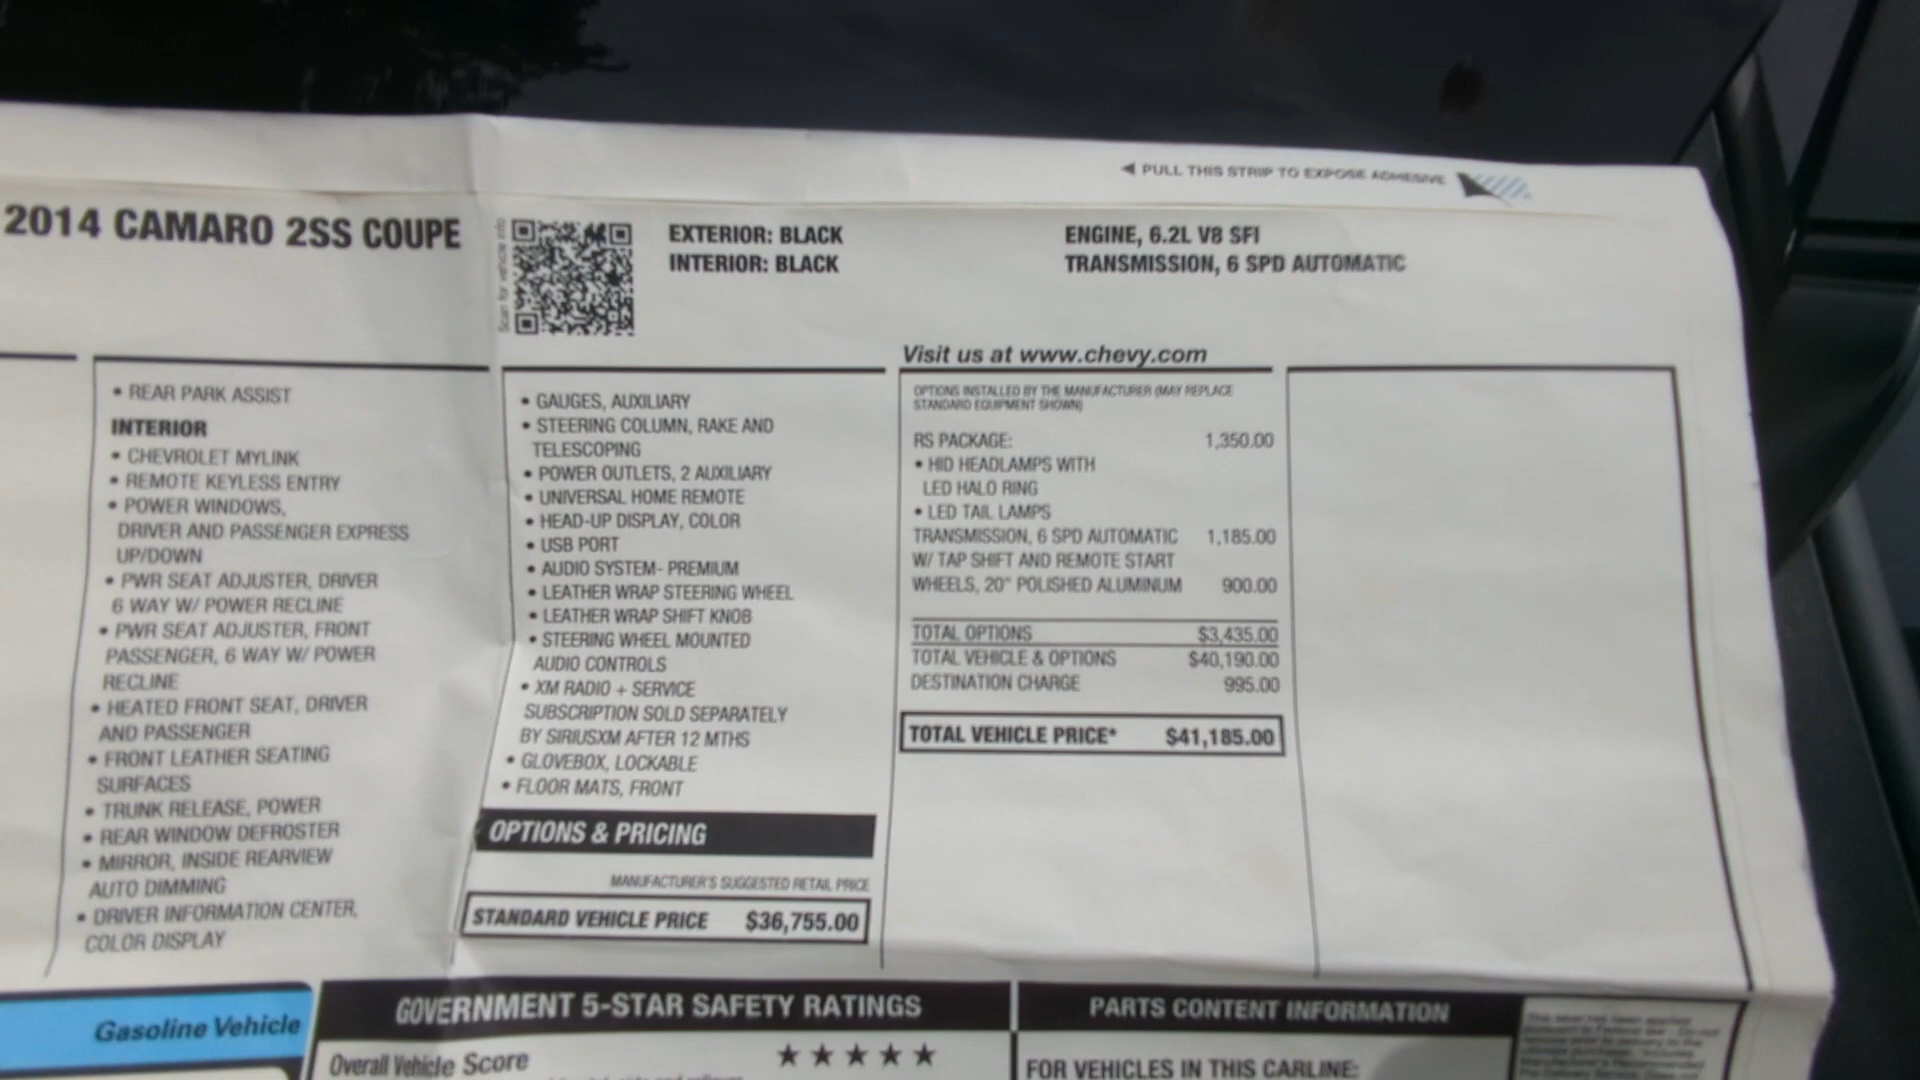 ◄ PULL THIS STRIP TO EXPOSE ADHESIVE
2014 CAMARO 2SS COUPE
Scan for vehicle info
EXTERIOR: BLACK
INTERIOR: BLACK
ENGINE, 6.2L V8 SFI
TRANSMISSION, 6 SPD AUTOMATIC
• REAR PARK ASSIST
INTERIOR
• CHEVROLET MYLINK
• REMOTE KEYLESS ENTRY
• POWER WINDOWS,
DRIVER AND PASSENGER EXPRESS
UP/DOWN
• PWR SEAT ADJUSTER, DRIVER
6 WAY W/ POWER RECLINE
• PWR SEAT ADJUSTER, FRONT
PASSENGER, 6 WAY W/ POWER
RECLINE
• HEATED FRONT SEAT, DRIVER
AND PASSENGER
• FRONT LEATHER SEATING
SURFACES
• TRUNK RELEASE, POWER
• REAR WINDOW DEFROSTER
• MIRROR, INSIDE REARVIEW
AUTO DIMMING
• DRIVER INFORMATION CENTER,
COLOR DISPLAY
• GAUGES, AUXILIARY
• STEERING COLUMN, RAKE AND
TELESCOPING
• POWER OUTLETS, 2 AUXILIARY
• UNIVERSAL HOME REMOTE
• HEAD-UP DISPLAY, COLOR
• USB PORT
• AUDIO SYSTEM- PREMIUM
• LEATHER WRAP STEERING WHEEL
• LEATHER WRAP SHIFT KNOB
• STEERING WHEEL MOUNTED
AUDIO CONTROLS
• XM RADIO + SERVICE
SUBSCRIPTION SOLD SEPARATELY
BY SIRIUSXM AFTER 12 MTHS
• GLOVEBOX, LOCKABLE
• FLOOR MATS, FRONT
OPTIONS & PRICING
MANUFACTURER'S SUGGESTED RETAIL PRICE
STANDARD VEHICLE PRICE $36,755.00
Visit us at www.chevy.com
OPTIONS INSTALLED BY THE MANUFACTURER (MAY REPLACE
STANDARD EQUIPMENT SHOWN)
RS PACKAGE: 1,350.00
• HID HEADLAMPS WITH
LED HALO RING
• LED TAIL LAMPS
TRANSMISSION, 6 SPD AUTOMATIC 1,185.00
W/ TAP SHIFT AND REMOTE START
WHEELS, 20" POLISHED ALUMINUM 900.00
TOTAL OPTIONS $3,435.00
TOTAL VEHICLE & OPTIONS $40,190.00
DESTINATION CHARGE 995.00
TOTAL VEHICLE PRICE* $41,185.00
Gasoline Vehicle
GOVERNMENT 5-STAR SAFETY RATINGS
Overall Vehicle Score ★★★★★
PARTS CONTENT INFORMATION
FOR VEHICLES IN THIS CARLINE: